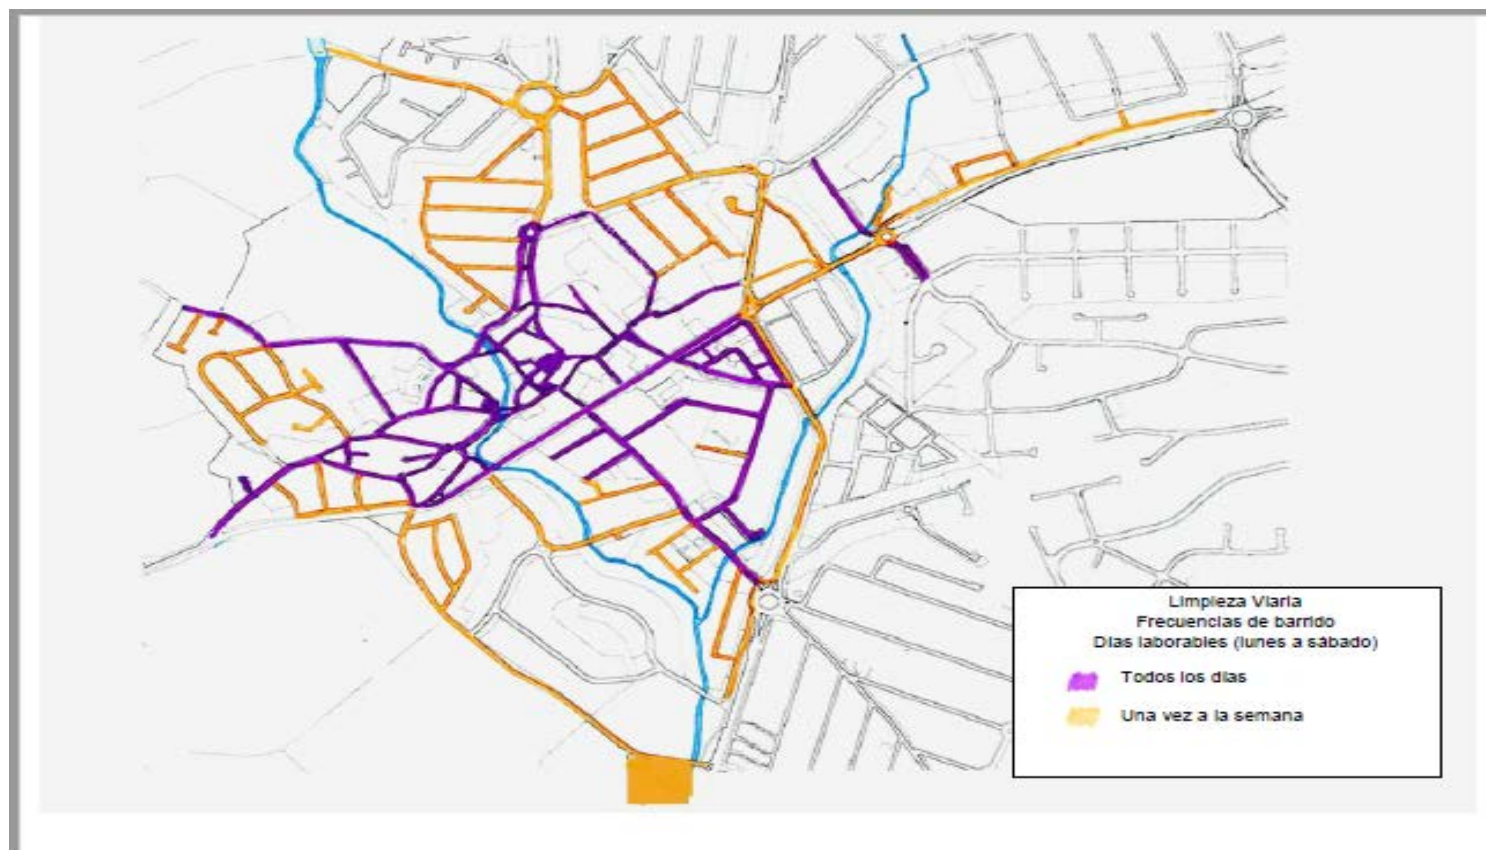 Limpieza Viaria
Frecuencias de barrido
Días laborables (lunes a sábado)
Todos los días
Una vez a la semana